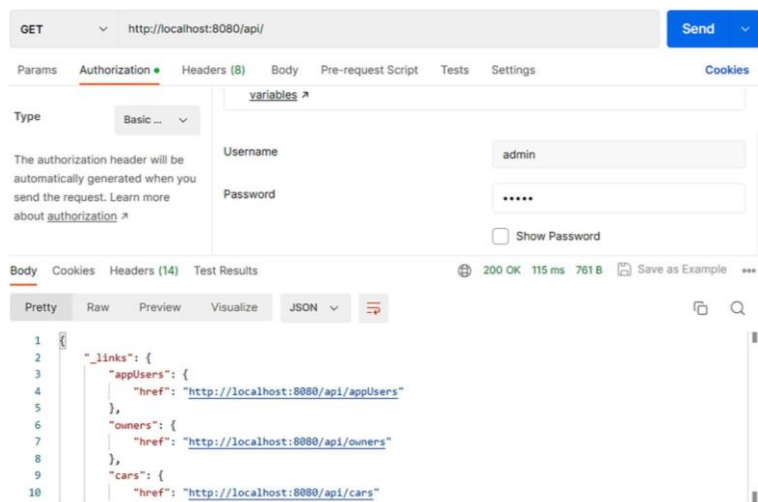 GET http://localhost:8080/api/ Send
Params Authorization Headers (8) Body Pre-request Script Tests Settings Cookies
variables ↗
Type Basic ...
The authorization header will be
automatically generated when you
send the request. Learn more
about authorization ↗
Username admin
Password •••••
Show Password
Body Cookies Headers (14) Test Results 200 OK 115 ms 761 B Save as Example
Pretty Raw Preview Visualize JSON
1 {
2 "_links": {
3 "appUsers": {
4 "href": "http://localhost:8080/api/appUsers"
5 },
6 "owners": {
7 "href": "http://localhost:8080/api/owners"
8 },
9 "cars": {
10 "href": "http://localhost:8080/api/cars"